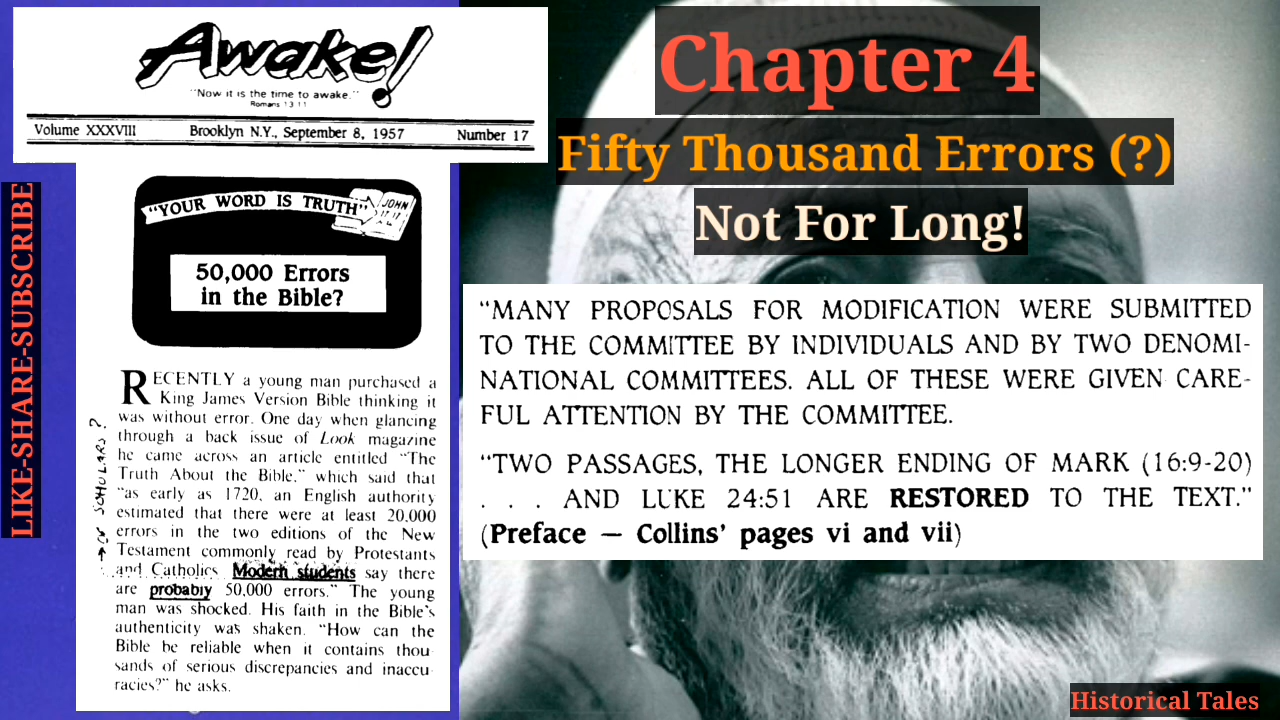 Awake!
"Now it is the time to awake."
Romans 13:11
Volume XXXVIII Brooklyn N.Y., September 8, 1957 Number 17
"YOUR WORD IS TRUTH"
JOHN
17:17
50,000 Errors
in the Bible?
RECENTLY a young man purchased a
King James Version Bible thinking it
was without error. One day when glancing
through a back issue of Look magazine
he came across an article entitled "The
Truth About the Bible," which said that
"as early as 1720, an English authority
estimated that there were at least 20,000
errors in the two editions of the New
Testament commonly read by Protestants
and Catholics. Modern students say there
are probably 50,000 errors." The young
man was shocked. His faith in the Bible's
authenticity was shaken. "How can the
Bible be reliable when it contains thou-
sands of serious discrepancies and inaccu-
racies?" he asks.
SCHOLARS?
LIKE-SHARE-SUBSCRIBE
Chapter 4
Fifty Thousand Errors (?)
Not For Long!
"MANY PROPOSALS FOR MODIFICATION WERE SUBMITTED
TO THE COMMITTEE BY INDIVIDUALS AND BY TWO DENOMI-
NATIONAL COMMITTEES. ALL OF THESE WERE GIVEN CARE-
FUL ATTENTION BY THE COMMITTEE.
"TWO PASSAGES, THE LONGER ENDING OF MARK (16:9-20)
. . . AND LUKE 24:51 ARE RESTORED TO THE TEXT."
(Preface — Collins' pages vi and vii)
Historical Tales